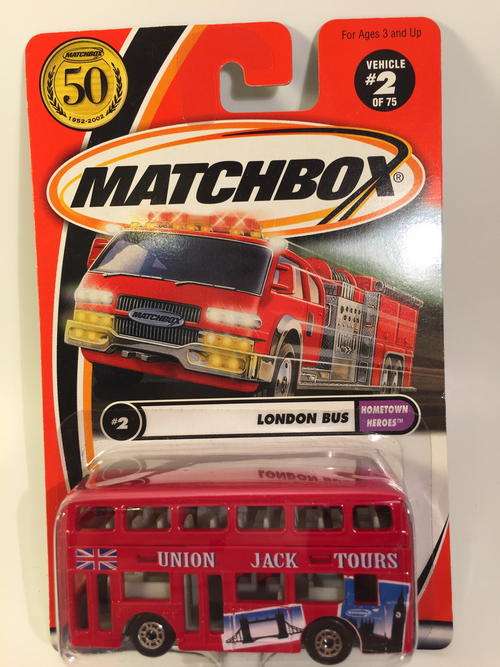 For Ages 3 and Up
MATCHBOX
50
1952-2002
VEHICLE
#2
OF 75
MATCHBOX®
MATCHBOX
#2
LONDON BUS
HOMETOWN
HEROES™
LONDON BUS
UNION JACK TOURS